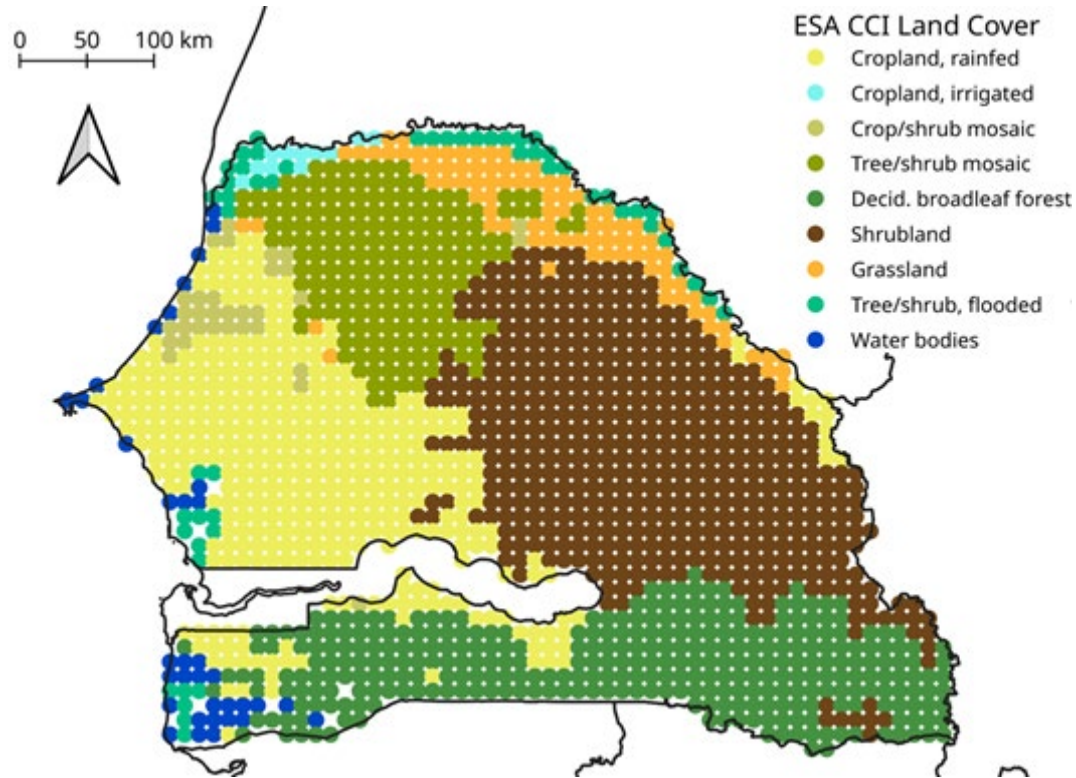 0 50 100 km
ESA CCI Land Cover
Cropland, rainfed
Cropland, irrigated
Crop/shrub mosaic
Tree/shrub mosaic
Decid. broadleaf forest
Shrubland
Grassland
Tree/shrub, flooded
Water bodies